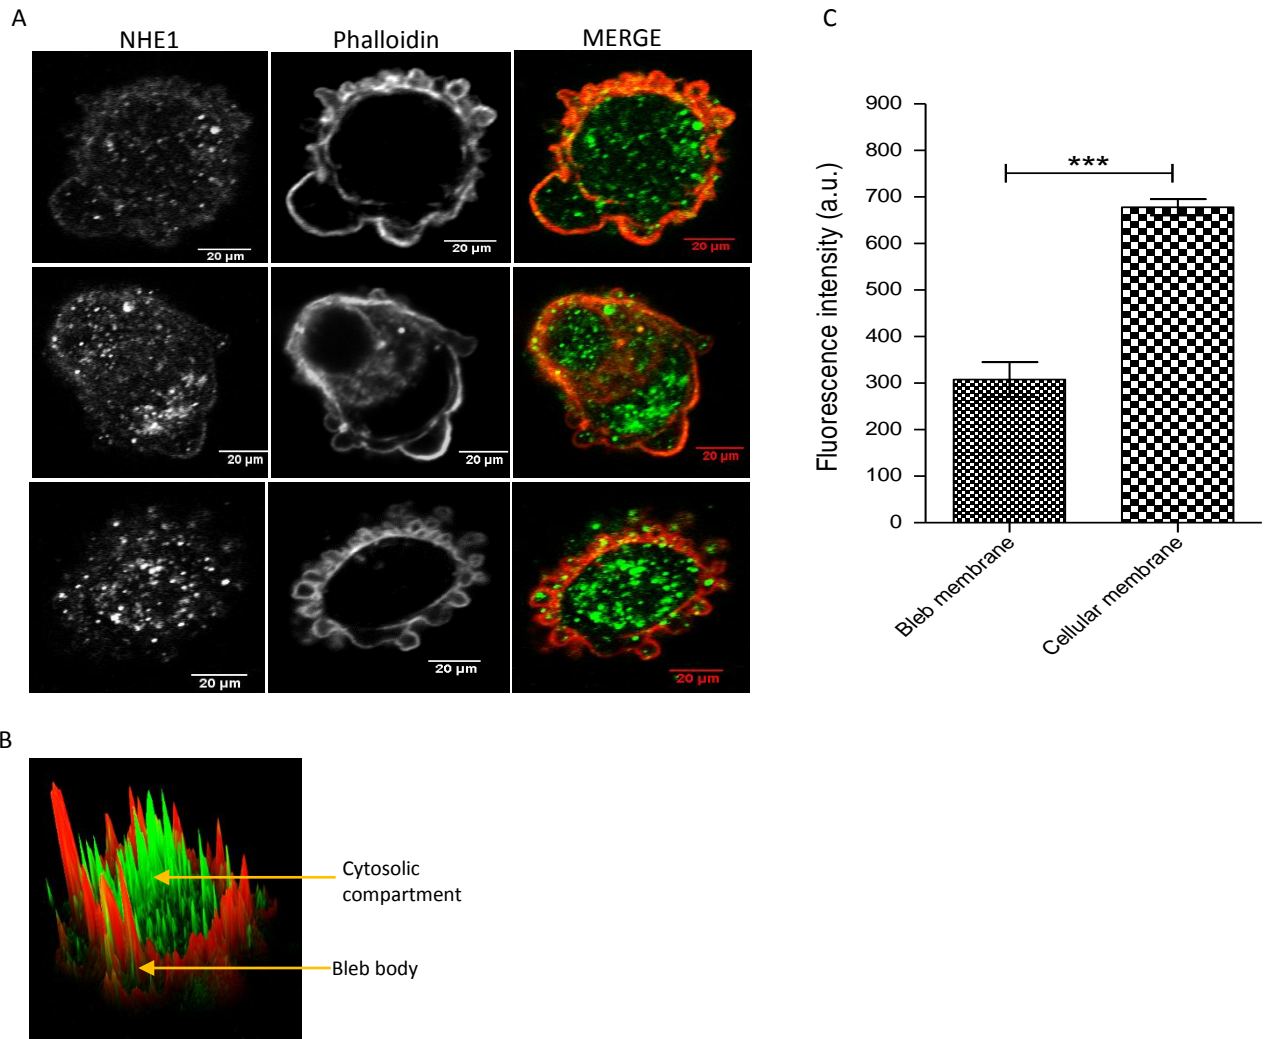 A
NHE1 Phalloidin MERGE
20 µm 20 µm 20 µm
20 µm 20 µm 20 µm
20 µm 20 µm 20 µm
B
Cytosolic
compartment
Bleb body
C
Fluorescence intensity (a.u.)
900
800
700
600
500
400
300
200
100
0
***
Bleb membrane
Cellular membrane